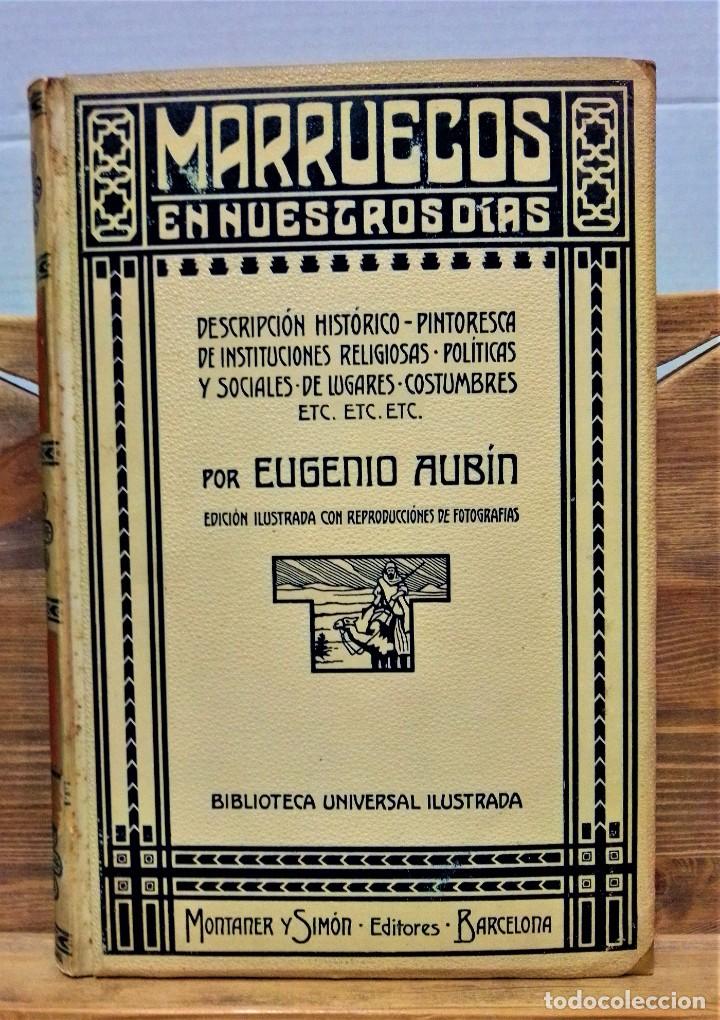 MARRUECOS
EN NUESTROS DÍAS
DESCRIPCIÓN HISTÓRICO - PINTORESCA
DE INSTITUCIONES RELIGIOSAS · POLÍTICAS
Y SOCIALES · DE LUGARES · COSTUMBRES
ETC. ETC. ETC.
POR EUGENIO AUBÍN
EDICIÓN ILUSTRADA CON REPRODUCCIÓNES DE FOTOGRAFIAS
BIBLIOTECA UNIVERSAL ILUSTRADA
MONTANER Y SIMÓN · Editores · BARCELONA
todocoleccion